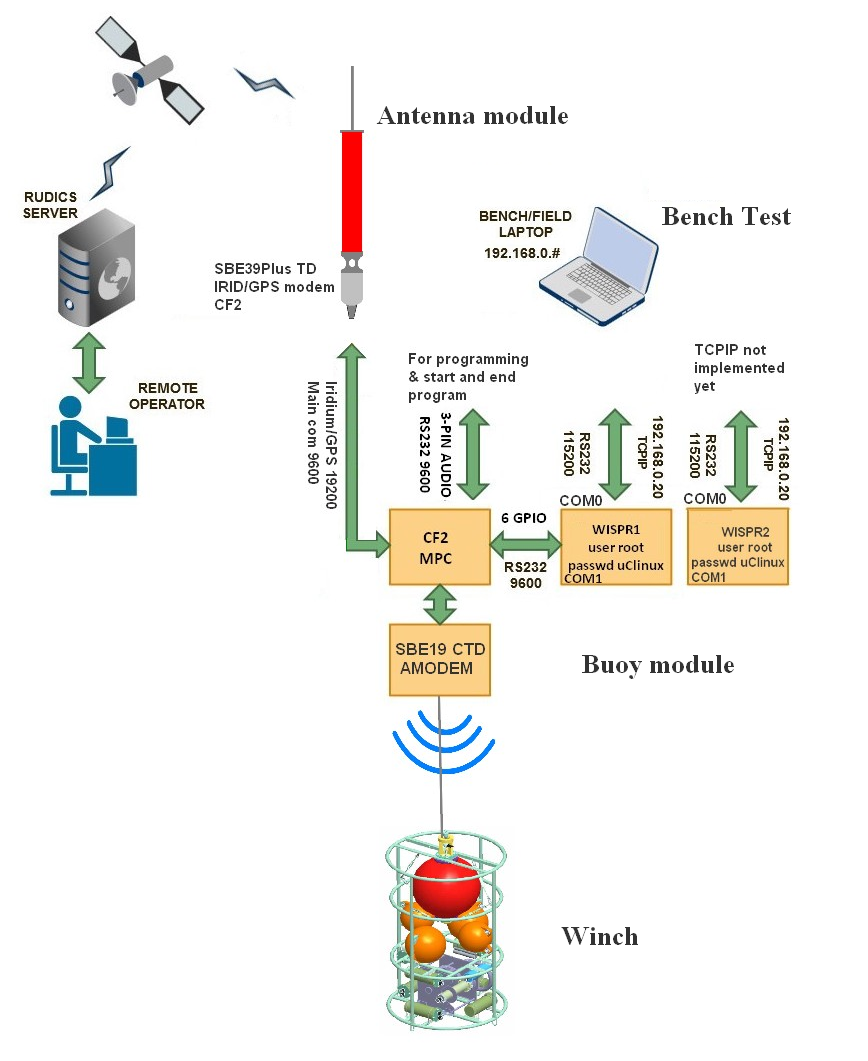 Antenna module
RUDICS
SERVER
BENCH/FIELD
LAPTOP
192.168.0.#
Bench Test
SBE39Plus TD
IRID/GPS modem
CF2
REMOTE
OPERATOR
Iridium/GPS 19200
Main com 9600
For programming
& start and end
program
3-PIN AUDIO
RS232 9600
RS232
115200
192.168.0.20
TCPIP
TCPIP not
implemented
yet
RS232
115200
192.168.0.20
TCPIP
COM0
COM0
CF2
MPC
6 GPIO
RS232
9600
WISPR1
user root
passwd uClinux
COM1
WISPR2
user root
passwd uClinux
COM1
SBE19 CTD
AMODEM
Buoy module
Winch